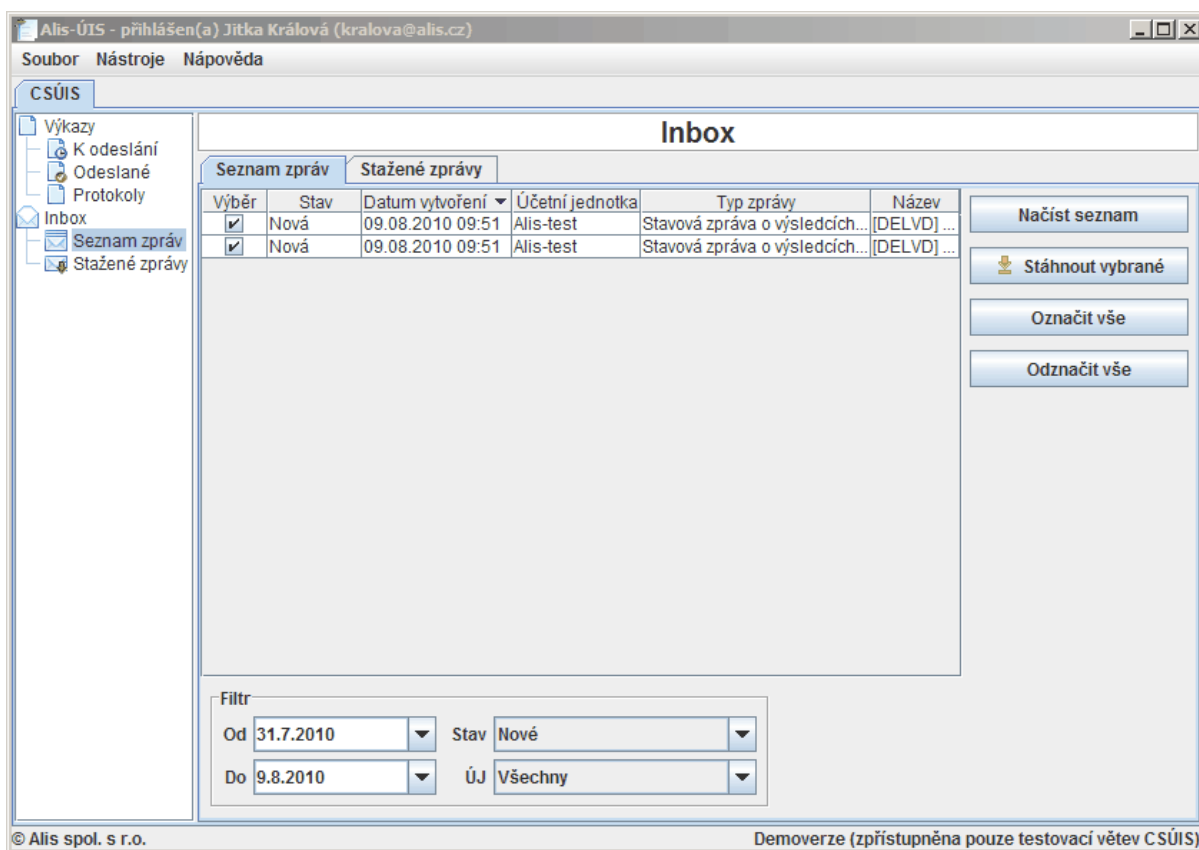 Alis-ÚIS - přihlášen(a) Jitka Králová (kralova@alis.cz)
Soubor Nástroje Nápověda
CSÚIS
Výkazy
K odeslání
Odeslané
Protokoly
Inbox
Seznam zpráv
Stažené zprávy
Inbox
Seznam zpráv Stažené zprávy
Výběr Stav Datum vytvoření Účetní jednotka Typ zprávy Název
Nová 09.08.2010 09:51 Alis-test Stavová zpráva o výsledcích... [DELVD] ...
Nová 09.08.2010 09:51 Alis-test Stavová zpráva o výsledcích... [DELVD] ...
Načíst seznam
Stáhnout vybrané
Označit vše
Odznačit vše
Filtr
Od 31.7.2010 Stav Nové
Do 9.8.2010 ÚJ Všechny
© Alis spol. s r.o. Demoverze (zpřístupněna pouze testovací větev CSÚIS)